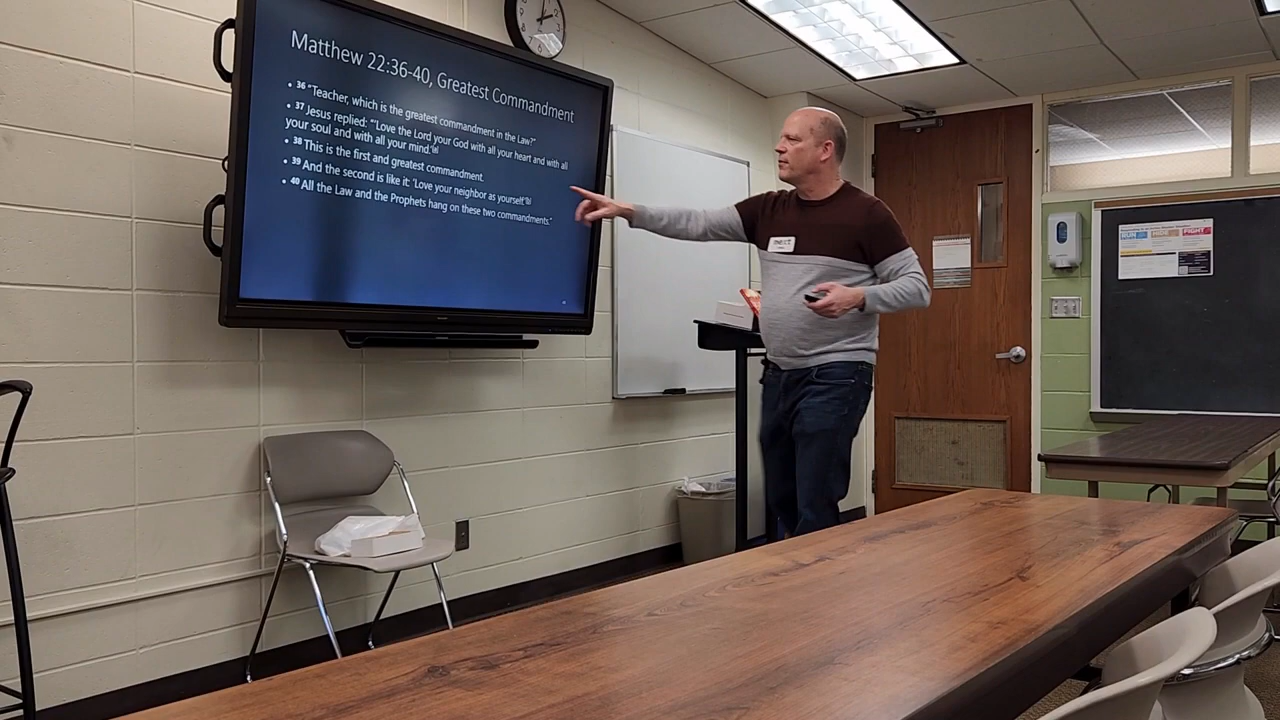 Matthew 22:36-40, Greatest Commandment
• 36 "Teacher, which is the greatest commandment in the Law?"
• 37 Jesus replied: "'Love the Lord your God with all your heart and with all
your soul and with all your mind.'[a]
• 38 This is the first and greatest commandment.
• 39 And the second is like it: 'Love your neighbor as yourself.'[b]
• 40 All the Law and the Prophets hang on these two commandments."
RUN HIDE FIGHT